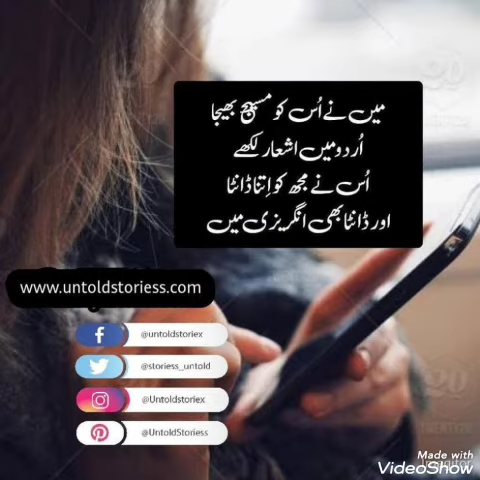 میں نے اُس کو مسیج بھیجا
اُردو میں اشعار لکھے
اُس نے مجھ کو اِتنا ڈانٹا
اور ڈانٹا بھی انگریزی میں
www.untoldstoriess.com
@untoldstoriex
@storiess_untold
@Untoldstoriex
@UntoldStoriess
Made with
VideoShow